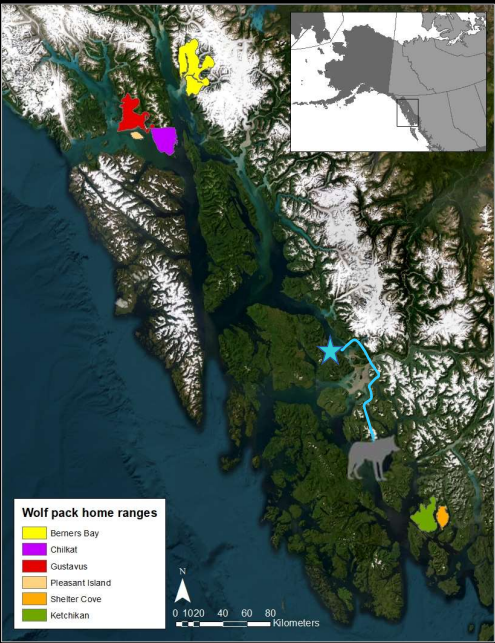 Wolf pack home ranges
Berners Bay
Chilkat
Gustavus
Pleasant Island
Shelter Cove
Ketchikan
N
0 10 20 40 60 80
Kilometers